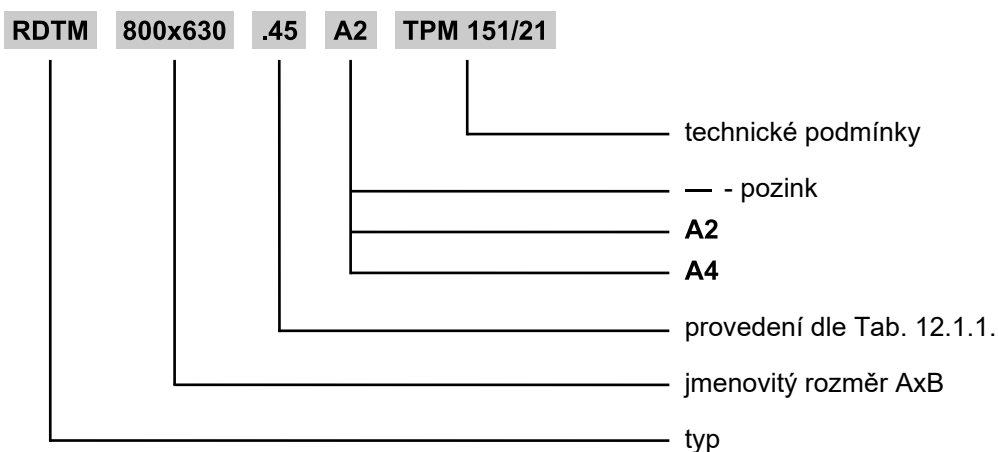 RDTM 800x630 .45 A2 TPM 151/21
technické podmínky
— - pozink
A2
A4
provedení dle Tab. 12.1.1.
jmenovitý rozměr AxB
typ